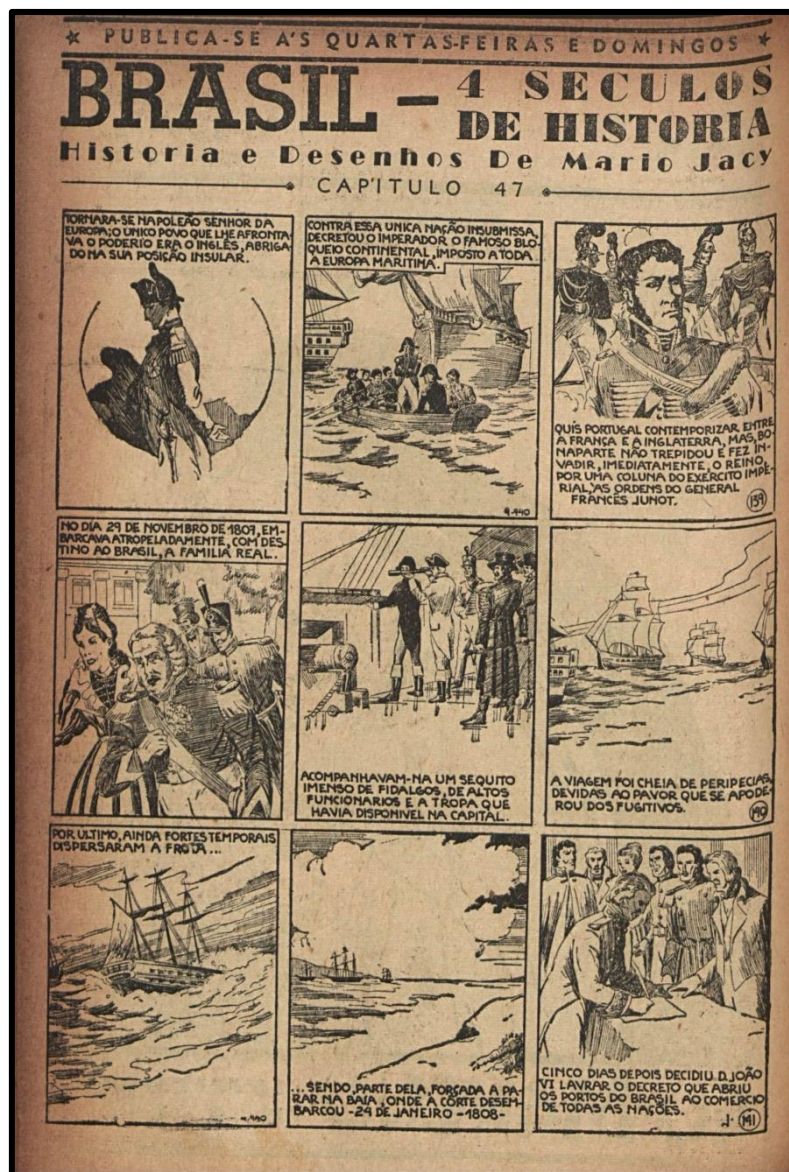 ★ PUBLICA-SE A'S QUARTAS-FEIRAS E DOMINGOS ★
BRASIL — 4 SECULOS
DE HISTORIA
Historia e Desenhos De Mario Jacy
CAPITULO 47
TORNARA-SE NAPOLEÃO SENHOR DA
EUROPA; O UNICO POVO QUE LHE AFRONTA-
VA O PODERIO ERA O INGLÊS, ABRIGA-
DO NA SUA POSIÇÃO INSULAR.
CONTRA ESSA UNICA NAÇÃO INSUBMISSA,
DECRETOU O IMPERADOR O FAMOSO BLO-
QUEIO CONTINENTAL, IMPOSTO A TODA
A EUROPA MARITIMA.
9.440
QUÍS PORTUGAL CONTEMPORIZAR ENTRE
A FRANÇA E A INGLATERRA, MAS, BO-
NAPARTE NÃO TREPIDOU E FEZ IN-
VADIR, IMEDIATAMENTE, O REINO,
POR UMA COLUNA DO EXERCITO IMPE-
RIAL, ÀS ORDENS DO GENERAL
FRANCÊS JUNOT.
139
NO DIA 29 DE NOVEMBRO DE 1807, EM-
BARCAVA ATROPELADAMENTE, COM DES-
TINO AO BRASIL, A FAMILIA REAL.
ACOMPANHAVAM-NA UM SEQUITO
IMENSO DE FIDALGOS, DE ALTOS
FUNCIONARIOS E A TROPA QUE
HAVIA DISPONIVEL NA CAPITAL.
A VIAGEM FOI CHEIA DE PERIPECIAS,
DEVIDAS AO PAVOR QUE SE APODE-
ROU DOS FUGITIVOS.
140
POR ULTIMO, AINDA FORTES TEMPORAIS
DISPERSARAM A FROTA...
...SENDO, PARTE DELA, FORÇADA A PA-
RAR NA BAÍA, ONDE A CÔRTE DESEM-
BARCOU -24 DE JANEIRO -1808-
CINCO DIAS DEPOIS DECIDIU D. JOÃO
VI LAVRAR O DECRETO QUE ABRIU
OS PORTOS DO BRASIL AO COMERCIO
DE TODAS AS NAÇÕES.
J. 141